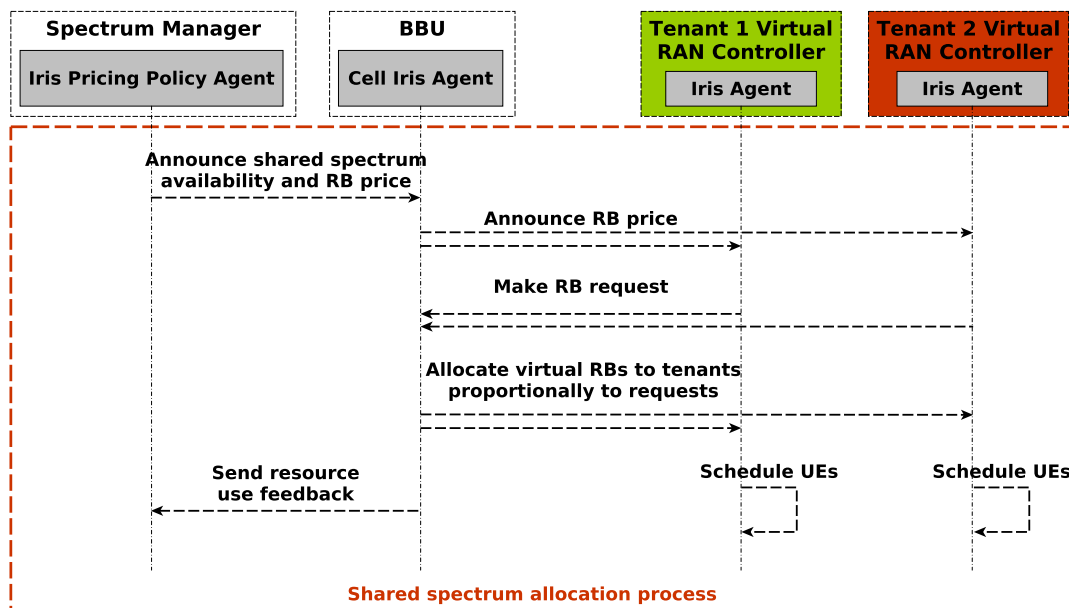 Spectrum Manager
Iris Pricing Policy Agent
BBU
Cell Iris Agent
Tenant 1 Virtual
RAN Controller
Iris Agent
Tenant 2 Virtual
RAN Controller
Iris Agent
Announce shared spectrum
availability and RB price
Announce RB price
Make RB request
Allocate virtual RBs to tenants
proportionally to requests
Send resource
use feedback
Schedule UEs
Schedule UEs
Shared spectrum allocation process